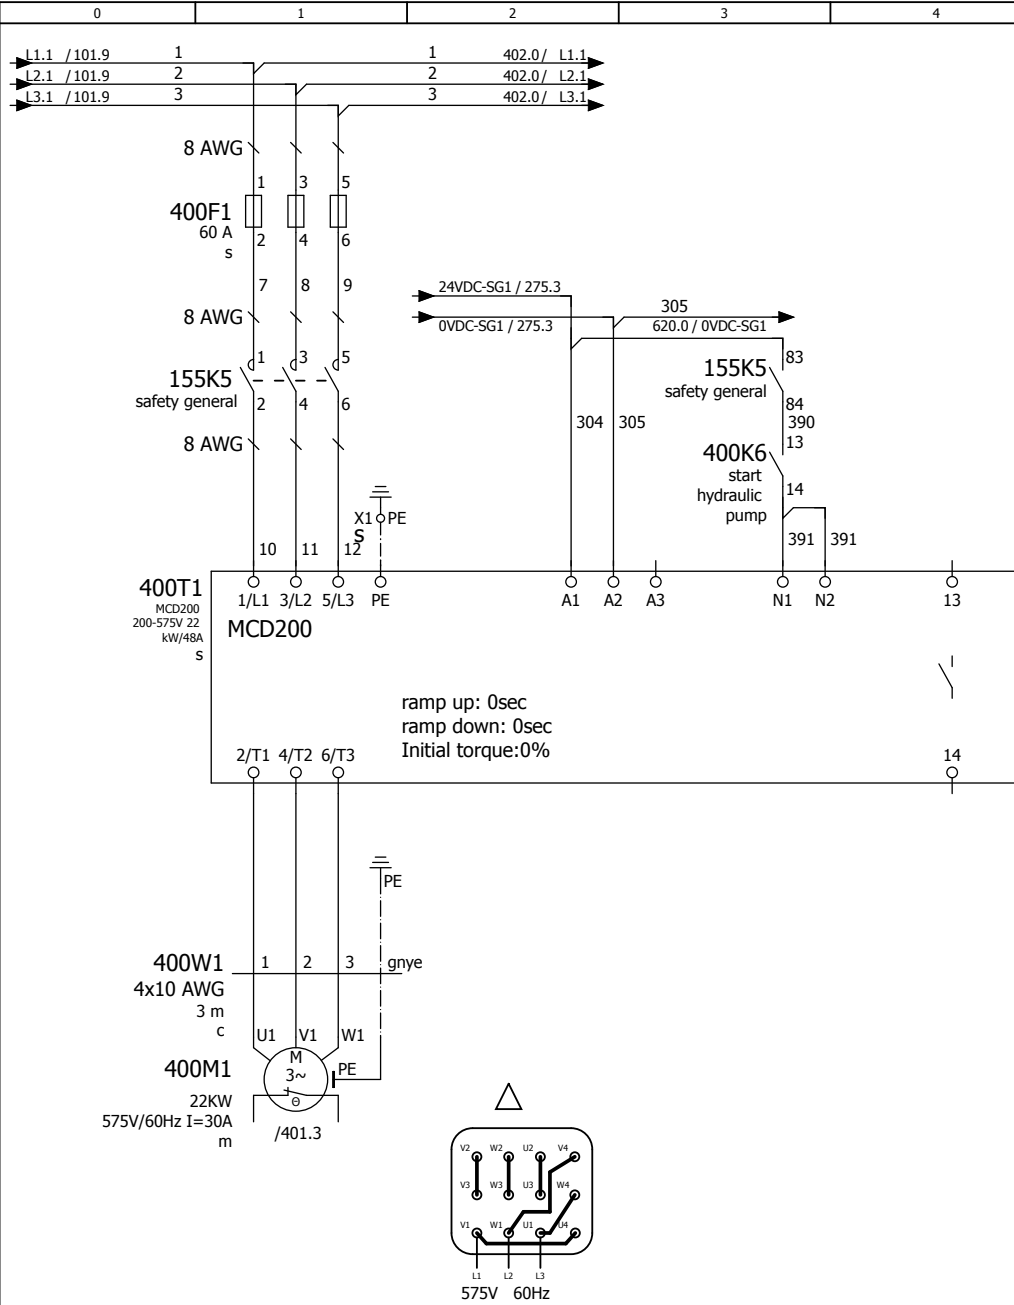 0 1 2 3 4
L1.1 /101.9 1 1 402.0/ L1.1
L2.1 /101.9 2 2 402.0/ L2.1
L3.1 /101.9 3 3 402.0/ L3.1
8 AWG
1 3 5
400F1
60 A
2 4 6
s
7 8 9
24VDC-SG1 / 275.3
305
8 AWG
0VDC-SG1 / 275.3
620.0 / 0VDC-SG1
1 3 5
83
155K5
155K5
safety general
safety general
2 4 6
84
304 305
390
8 AWG
13
400K6
start
hydraulic
pump
14
X1 PE
S
10 11 12
391 391
400T1
1/L1 3/L2 5/L3 PE A1 A2 A3 N1 N2 13
MCD200
200-575V 22
kW/48A
s
MCD200
ramp up: 0sec
ramp down: 0sec
Initial torque:0%
2/T1 4/T2 6/T3 14
PE
400W1 1 2 3 gnye
4x10 AWG
3 m
c
U1 V1 W1
400M1
M
3~
PE
Θ
22KW
575V/60Hz I=30A
m
/401.3
V2 W2 U2 V4
V3 W3 U3 W4
V1 W1 U1 U4
L1 L2 L3
575V 60Hz